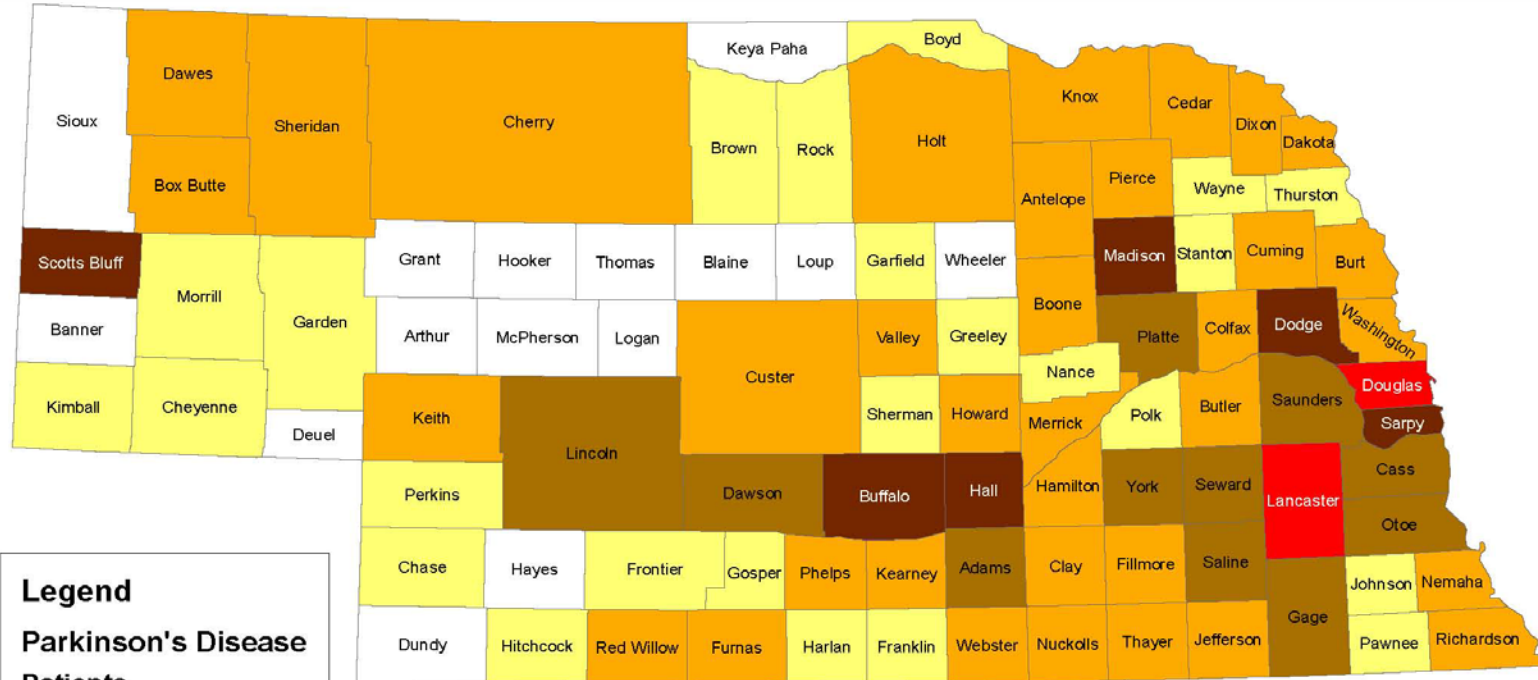 Keya Paha
Boyd
Dawes
Sioux
Sheridan
Cherry
Knox
Cedar
Dixon
Dakota
Brown
Rock
Holt
Box Butte
Antelope
Pierce
Wayne
Thurston
Scotts Bluff
Morrill
Garden
Grant
Hooker
Thomas
Blaine
Loup
Garfield
Wheeler
Madison
Stanton
Cuming
Burt
Banner
Arthur
McPherson
Logan
Custer
Valley
Greeley
Boone
Platte
Colfax
Dodge
Washington
Nance
Douglas
Kimball
Cheyenne
Deuel
Keith
Lincoln
Sherman
Howard
Merrick
Polk
Butler
Saunders
Sarpy
Perkins
Dawson
Buffalo
Hall
Hamilton
York
Seward
Lancaster
Cass
Otoe
Chase
Hayes
Frontier
Gosper
Phelps
Kearney
Adams
Clay
Fillmore
Saline
Gage
Johnson
Nemaha
Dundy
Hitchcock
Red Willow
Furnas
Harlan
Franklin
Webster
Nuckolls
Thayer
Jefferson
Pawnee
Richardson
Legend
Parkinson's Disease
Patients